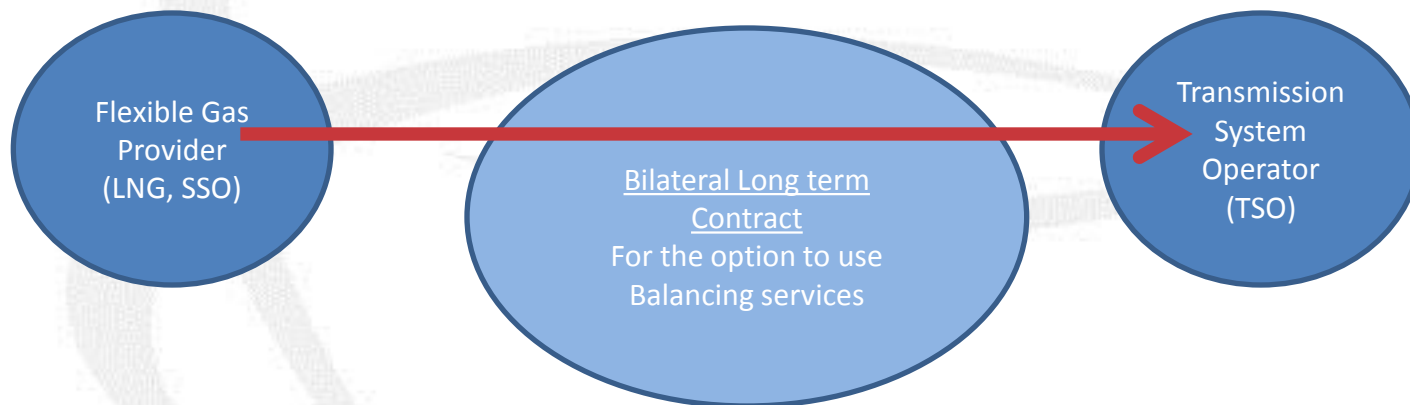 Flexible Gas
Provider
(LNG, SSO)
Bilateral Long term
Contract
For the option to use
Balancing services
Transmission
System
Operator
(TSO)